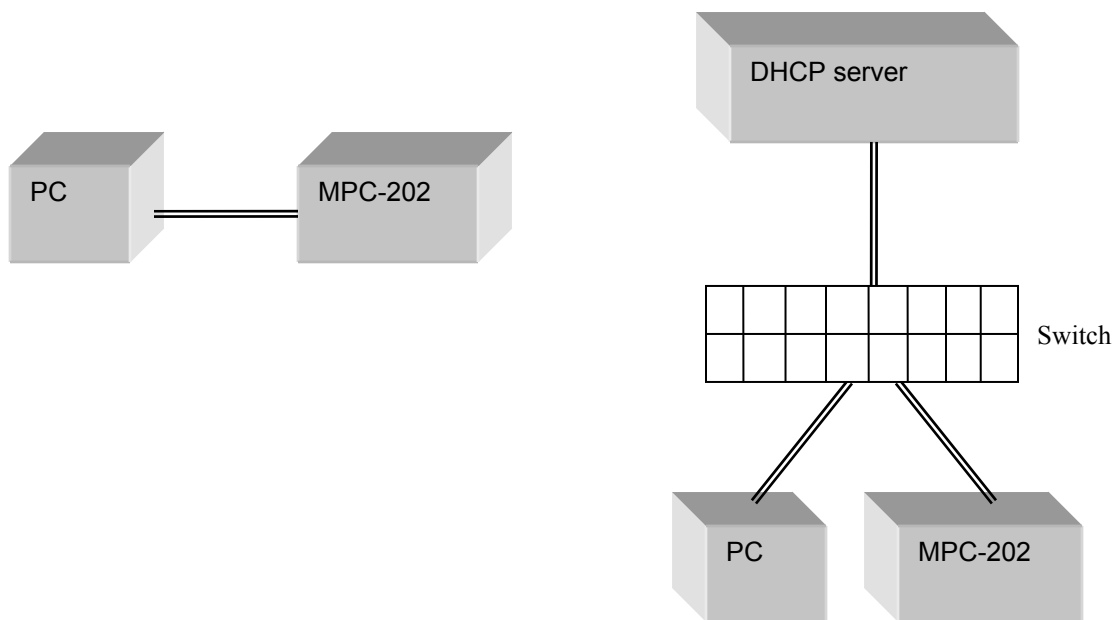 PC
MPC-202
DHCP server
Switch
PC
MPC-202